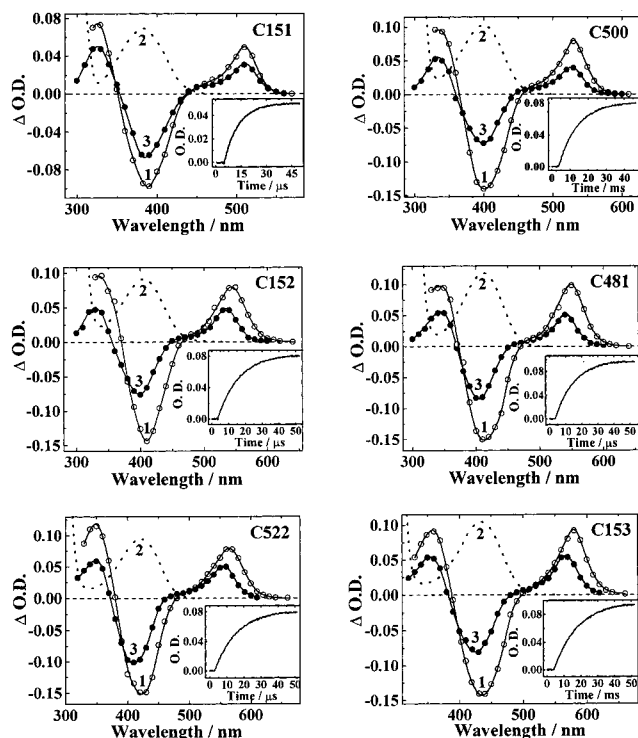 C151
0.08
0.04
0.00
-0.04
-0.08
Δ O.D.
2
3
1
O. D.
0.04
0.02
0.00
0 15 30 45
Time / μs
300 400 500
Wavelength / nm
C500
0.10
0.05
0.00
-0.05
-0.10
-0.15
Δ O.D.
2
3
1
O. D.
0.08
0.04
0.00
0 10 20 30 40
Time / ms
300 400 500 600
Wavelength / nm
C152
0.10
0.05
0.00
-0.05
-0.10
-0.15
Δ O.D.
2
3
1
O. D.
0.08
0.04
0.00
0 10 20 30 40 50
Time / μs
300 400 500 600
Wavelength / nm
C481
0.10
0.05
0.00
-0.05
-0.10
-0.15
Δ O.D.
2
3
1
O. D.
0.08
0.04
0.00
0 10 20 30 40 50
Time / μs
300 400 500 600
Wavelength / nm
C522
0.10
0.05
0.00
-0.05
-0.10
-0.15
Δ O.D.
2
3
1
O. D.
0.08
0.04
0.00
0 10 20 30 40 50
Time / μs
300 400 500 600
Wavelength / nm
C153
0.10
0.05
0.00
-0.05
-0.10
-0.15
Δ O.D.
2
3
1
O. D.
0.08
0.04
0.00
0 10 20 30 40 50
Time / ms
400 500 600
Wavelength / nm